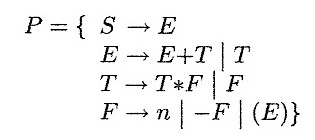 P = { S → E
E → E+T | T
T → T*F | F
F → n | −F | (E)}